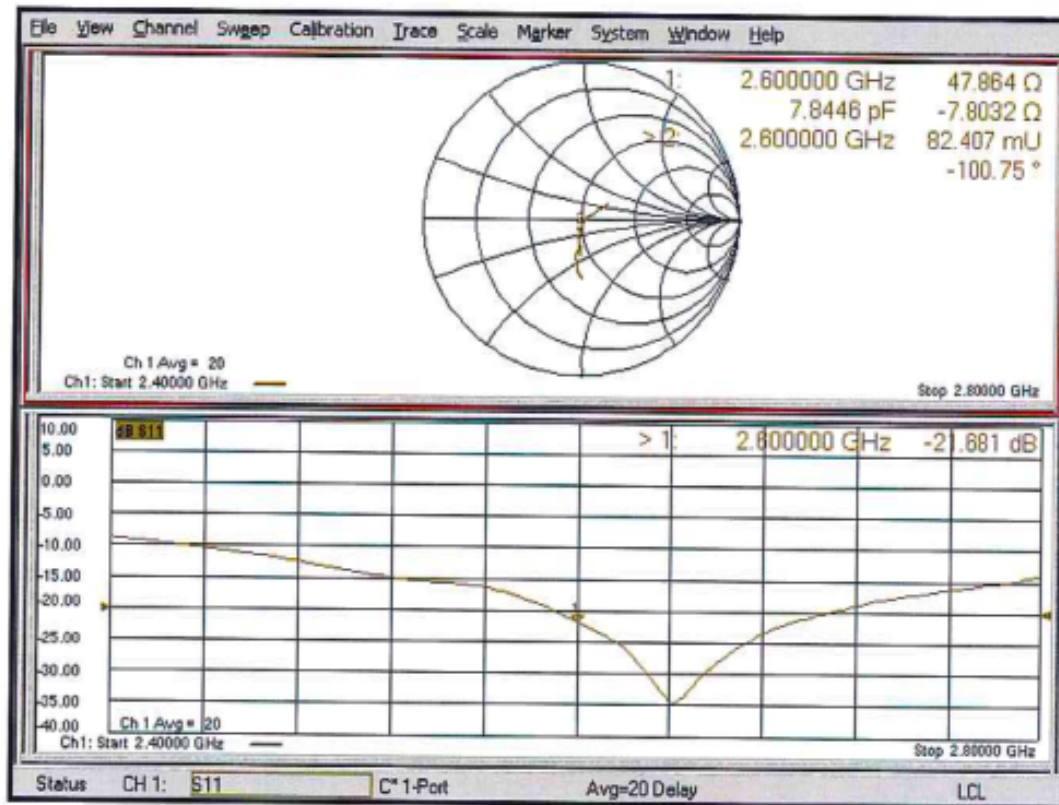 File View Channel Sweep Calibration Trace Scale Marker System Window Help
1: 2.600000 GHz 47.864 Ω
7.8446 pF -7.8032 Ω
> 2: 2.600000 GHz 82.407 mU
-100.75 °
Ch 1 Avg = 20
Ch1: Start 2.40000 GHz
Stop 2.80000 GHz
10.00
dB S11
> 1: 2.600000 GHz -21.681 dB
5.00
0.00
-5.00
-10.00
-15.00
-20.00
-25.00
-30.00
-35.00
-40.00
1
Ch 1 Avg = 20
Ch1: Start 2.40000 GHz
Stop 2.80000 GHz
Status CH 1: S11 C* 1-Port Avg=20 Delay LCL